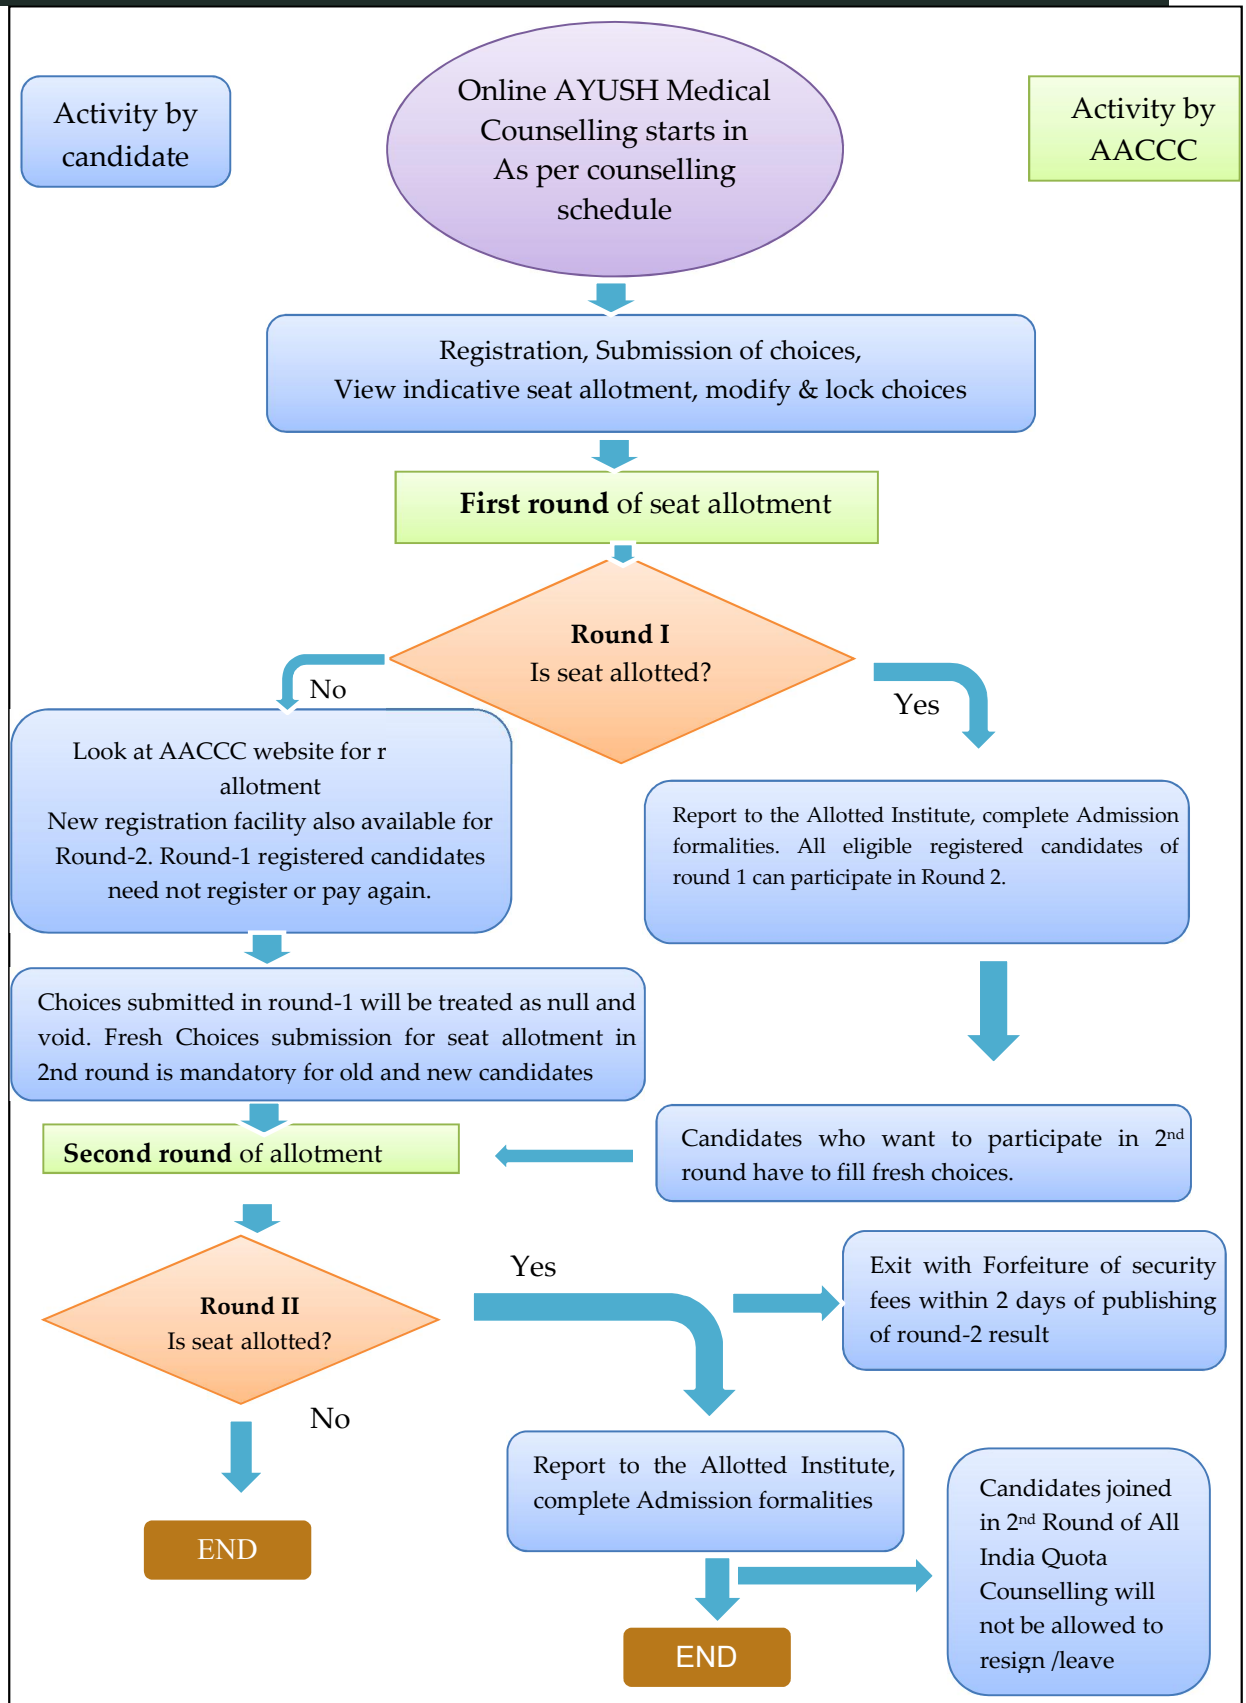 Online AYUSH Medical
Counselling starts in
As per counselling
schedule
Activity by
candidate
Activity by
AACCC
Registration, Submission of choices,
View indicative seat allotment, modify & lock choices
First round of seat allotment
Round I
Is seat allotted?
No
Yes
Look at AACCC website for r
allotment
New registration facility also available for
Round-2. Round-1 registered candidates
need not register or pay again.
Report to the Allotted Institute, complete Admission
formalities. All eligible registered candidates of
round 1 can participate in Round 2.
Choices submitted in round-1 will be treated as null and
void. Fresh Choices submission for seat allotment in
2nd round is mandatory for old and new candidates
Second round of allotment
Candidates who want to participate in 2nd
round have to fill fresh choices.
Round II
Is seat allotted?
Yes
Exit with Forfeiture of security
fees within 2 days of publishing
of round-2 result
No
END
Report to the Allotted Institute,
complete Admission formalities
Candidates joined
in 2nd Round of All
India Quota
Counselling will
not be allowed to
resign /leave
END